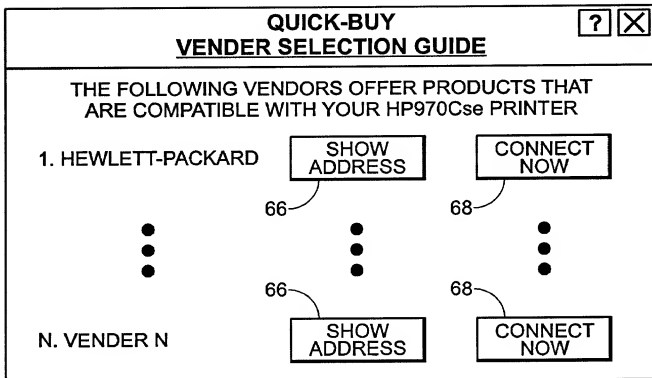 QUICK-BUY
? X
VENDER SELECTION GUIDE
THE FOLLOWING VENDORS OFFER PRODUCTS THAT
ARE COMPATIBLE WITH YOUR HP970Cse PRINTER
1. HEWLETT-PACKARD
SHOW
ADDRESS
CONNECT
NOW
66
68
66
68
N. VENDER N
SHOW
ADDRESS
CONNECT
NOW